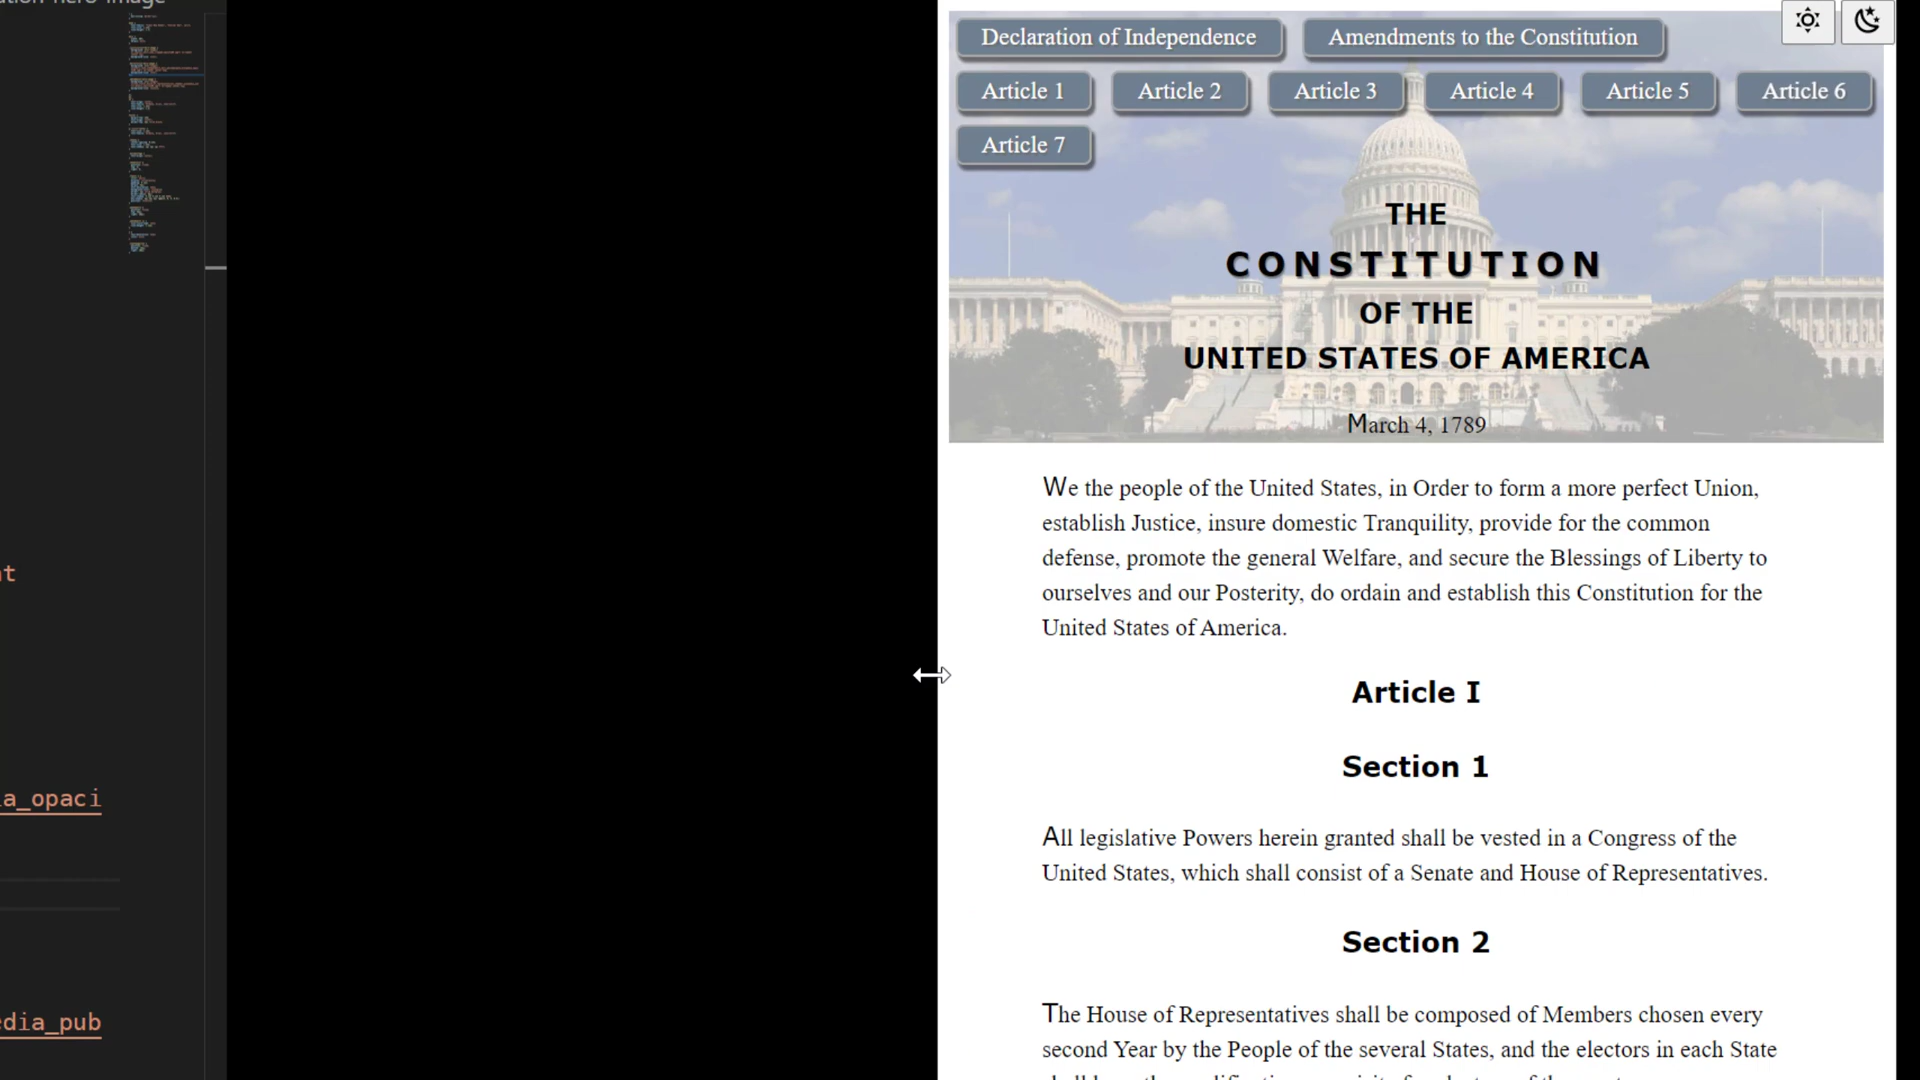 Declaration of Independence
Amendments to the Constitution
Article 1
Article 2
Article 3
Article 4
Article 5
Article 6
Article 7
THE
CONSTITUTION
OF THE
UNITED STATES OF AMERICA
March 4, 1789
We the people of the United States, in Order to form a more perfect Union,
establish Justice, insure domestic Tranquility, provide for the common
defense, promote the general Welfare, and secure the Blessings of Liberty to
ourselves and our Posterity, do ordain and establish this Constitution for the
United States of America.
Article I
Section 1
All legislative Powers herein granted shall be vested in a Congress of the
United States, which shall consist of a Senate and House of Representatives.
Section 2
The House of Representatives shall be composed of Members chosen every
second Year by the People of the several States, and the electors in each State
a_opaci
edia_pub